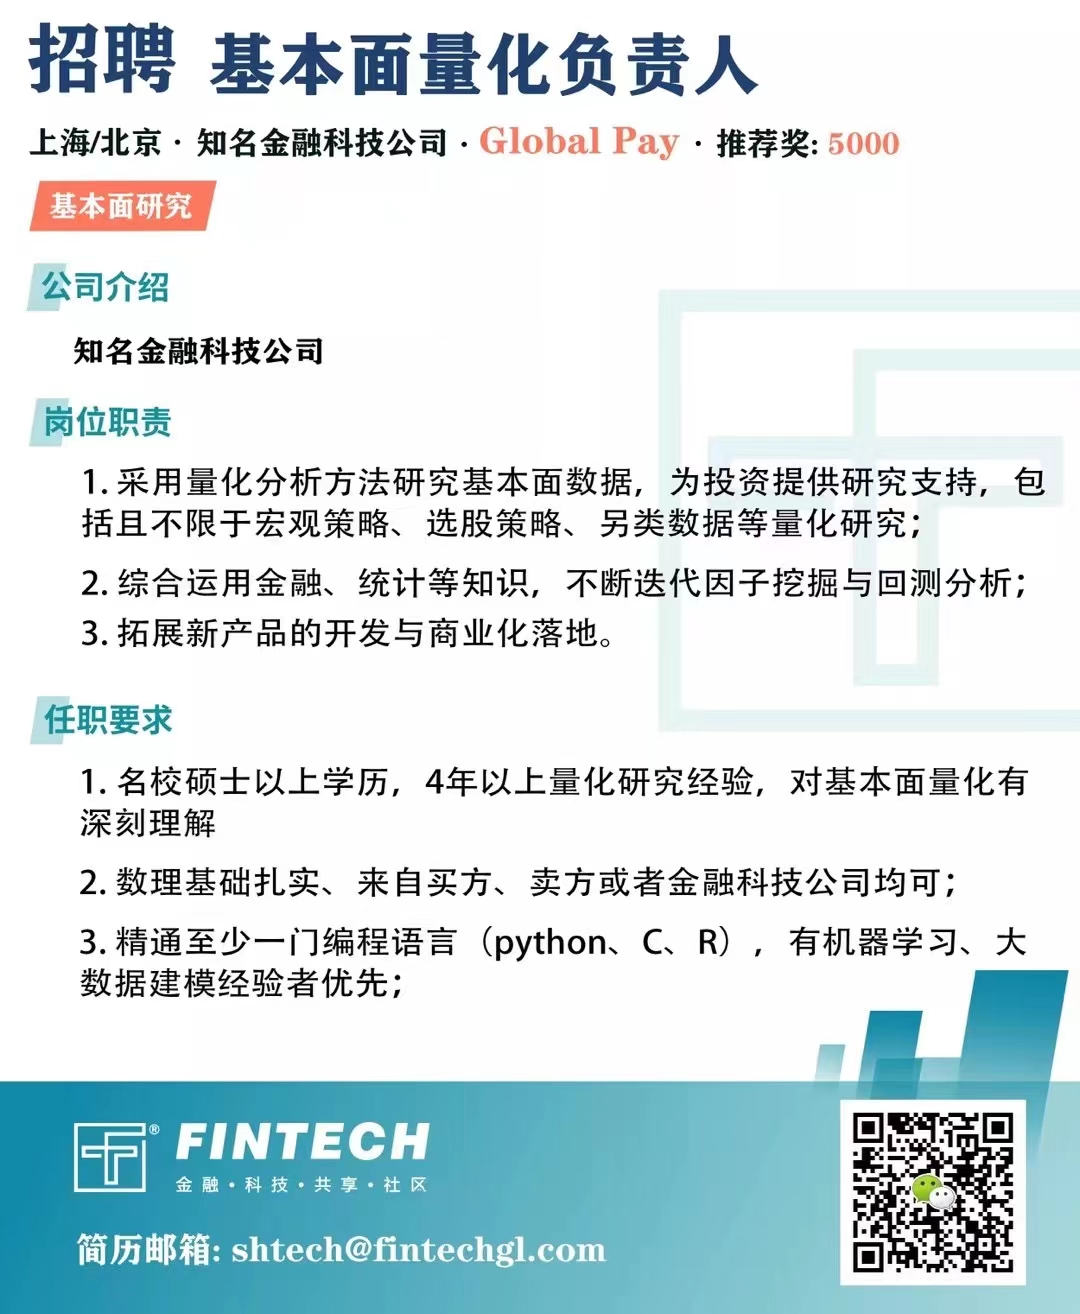 招聘 基本面量化负责人
上海/北京 · 知名金融科技公司 · Global Pay · 推荐奖: 5000
基本面研究
公司介绍
知名金融科技公司
岗位职责
1. 采用量化分析方法研究基本面数据，为投资提供研究支持，包
括且不限于宏观策略、选股策略、另类数据等量化研究；
2. 综合运用金融、统计等知识，不断迭代因子挖掘与回测分析；
3. 拓展新产品的开发与商业化落地。
任职要求
1. 名校硕士以上学历，4年以上量化研究经验，对基本面量化有
深刻理解
2. 数理基础扎实、来自买方、卖方或者金融科技公司均可；
3. 精通至少一门编程语言（python、C、R），有机器学习、大
数据建模经验者优先；
® FINTECH
金融·科技·共享·社区
简历邮箱: shtech@fintechgl.com